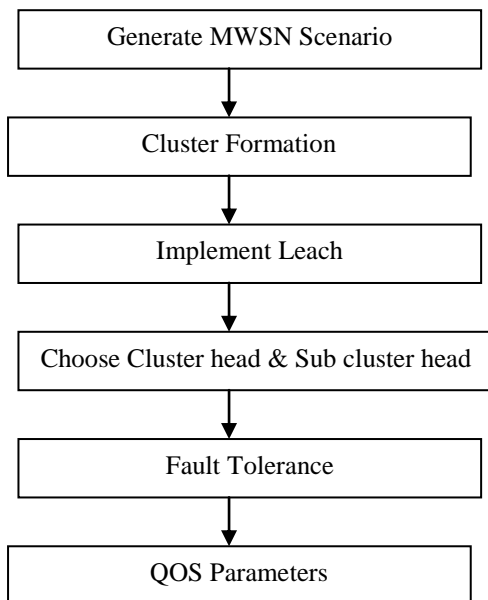 Generate MWSN Scenario
Cluster Formation
Implement Leach
Choose Cluster head & Sub cluster head
Fault Tolerance
QOS Parameters